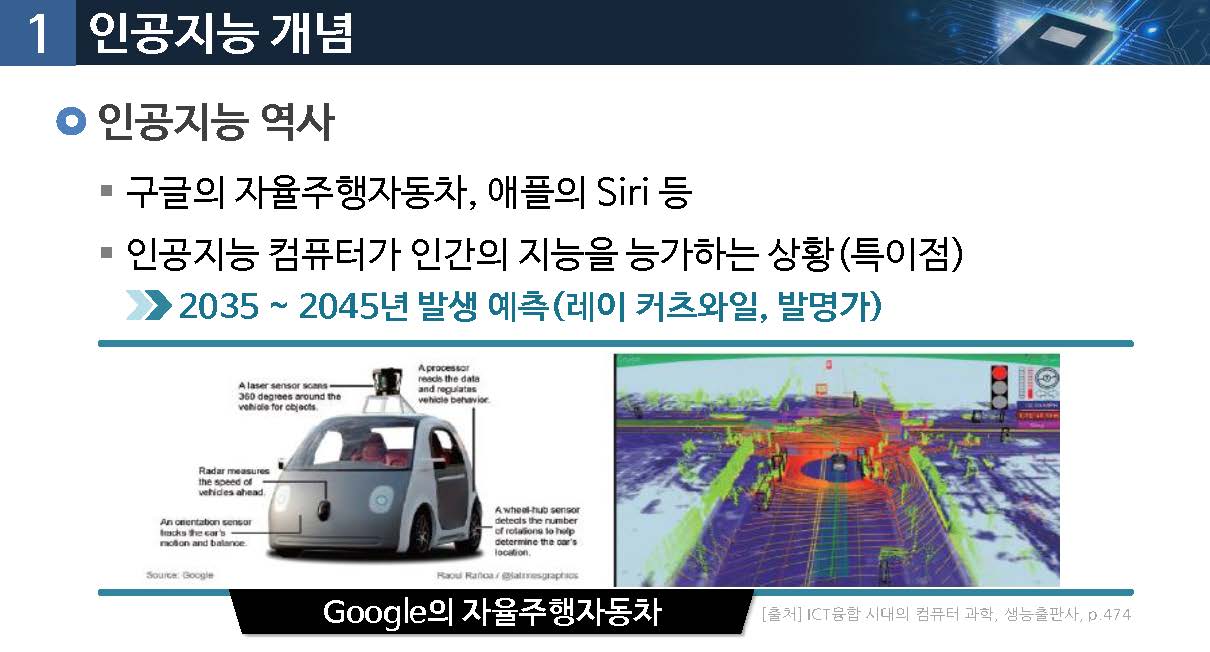 1 인공지능 개념
인공지능 역사
구글의 자율주행자동차, 애플의 Siri 등
인공지능 컴퓨터가 인간의 지능을 능가하는 상황(특이점)
2035 ~ 2045년 발생 예측(레이 커츠와일, 발명가)
A laser sensor scans
360 degrees around the
vehicle for objects.
A processor
reads the data
and regulates
vehicle behavior.
Radar measures
the speed of
vehicles ahead.
An orientation sensor
tracks the car's
motion and balance.
A wheel-hub sensor
detects the number
of rotations to help
determine the car's
location.
Source: Google
Raoul Rañoa / @latimesgraphics
Google의 자율주행자동차
[출처] ICT융합 시대의 컴퓨터 과학, 생능출판사, p.474